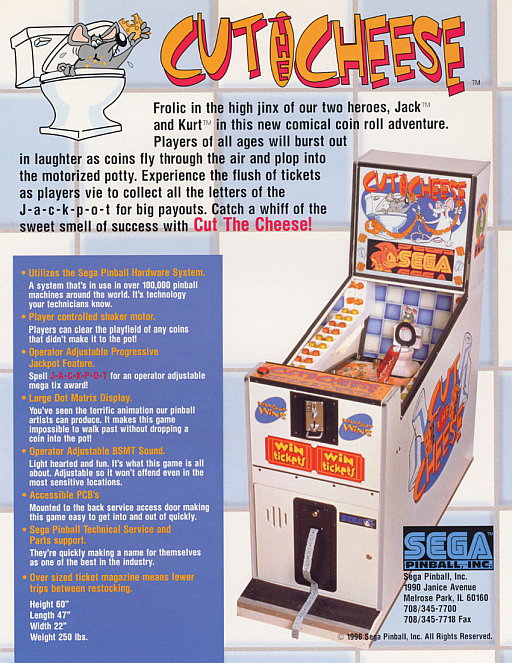 CUT THE CHEESE™
Frolic in the high jinx of our two heroes, Jack™
and Kurt™ in this new comical coin roll adventure.
Players of all ages will burst out
in laughter as coins fly through the air and plop into
the motorized potty. Experience the flush of tickets
as players vie to collect all the letters of the
J-a-c-k-p-o-t for big payouts. Catch a whiff of the
sweet smell of success with Cut The Cheese!
• Utilizes the Sega Pinball Hardware System.
A system that's in use in over 100,000 pinball
machines around the world. It's technology
your technicians know.
• Player controlled shaker motor.
Players can clear the playfield of any coins
that didn't make it to the pot!
• Operator Adjustable Progressive
Jackpot Feature.
Spell J-A-C-K-P-O-T for an operator adjustable
mega tix award!
• Large Dot Matrix Display.
You've seen the terrific animation our pinball
artists can produce. It makes this game
impossible to walk past without dropping a
coin into the pot!
• Operator Adjustable BSMT Sound.
Light hearted and fun. It's what this game is all
about. Adjustable so it won't offend even in the
most sensitive locations.
• Accessible PCB's
Mounted to the back service access door making
this game easy to get into and out of quickly.
• Sega Pinball Technical Service and
Parts support.
They're quickly making a name for themselves
as one of the best in the industry.
• Over sized ticket magazine means fewer
trips between restocking.
Height 60"
Length 47"
Width 22"
Weight 250 lbs.
CUT THE CHEESE
SEGA
CUT THE CHEESE
WIN
WIN
WIN
tickets
WIN
tickets
SEGA
CUT THE CHEESE
SEGA™
PINBALL, INC.
Sega Pinball, Inc.
1990 Janice Avenue
Melrose Park, IL 60160
708/345-7700
708/345-7718 Fax
© 1996 Sega Pinball, Inc. All Rights Reserved.